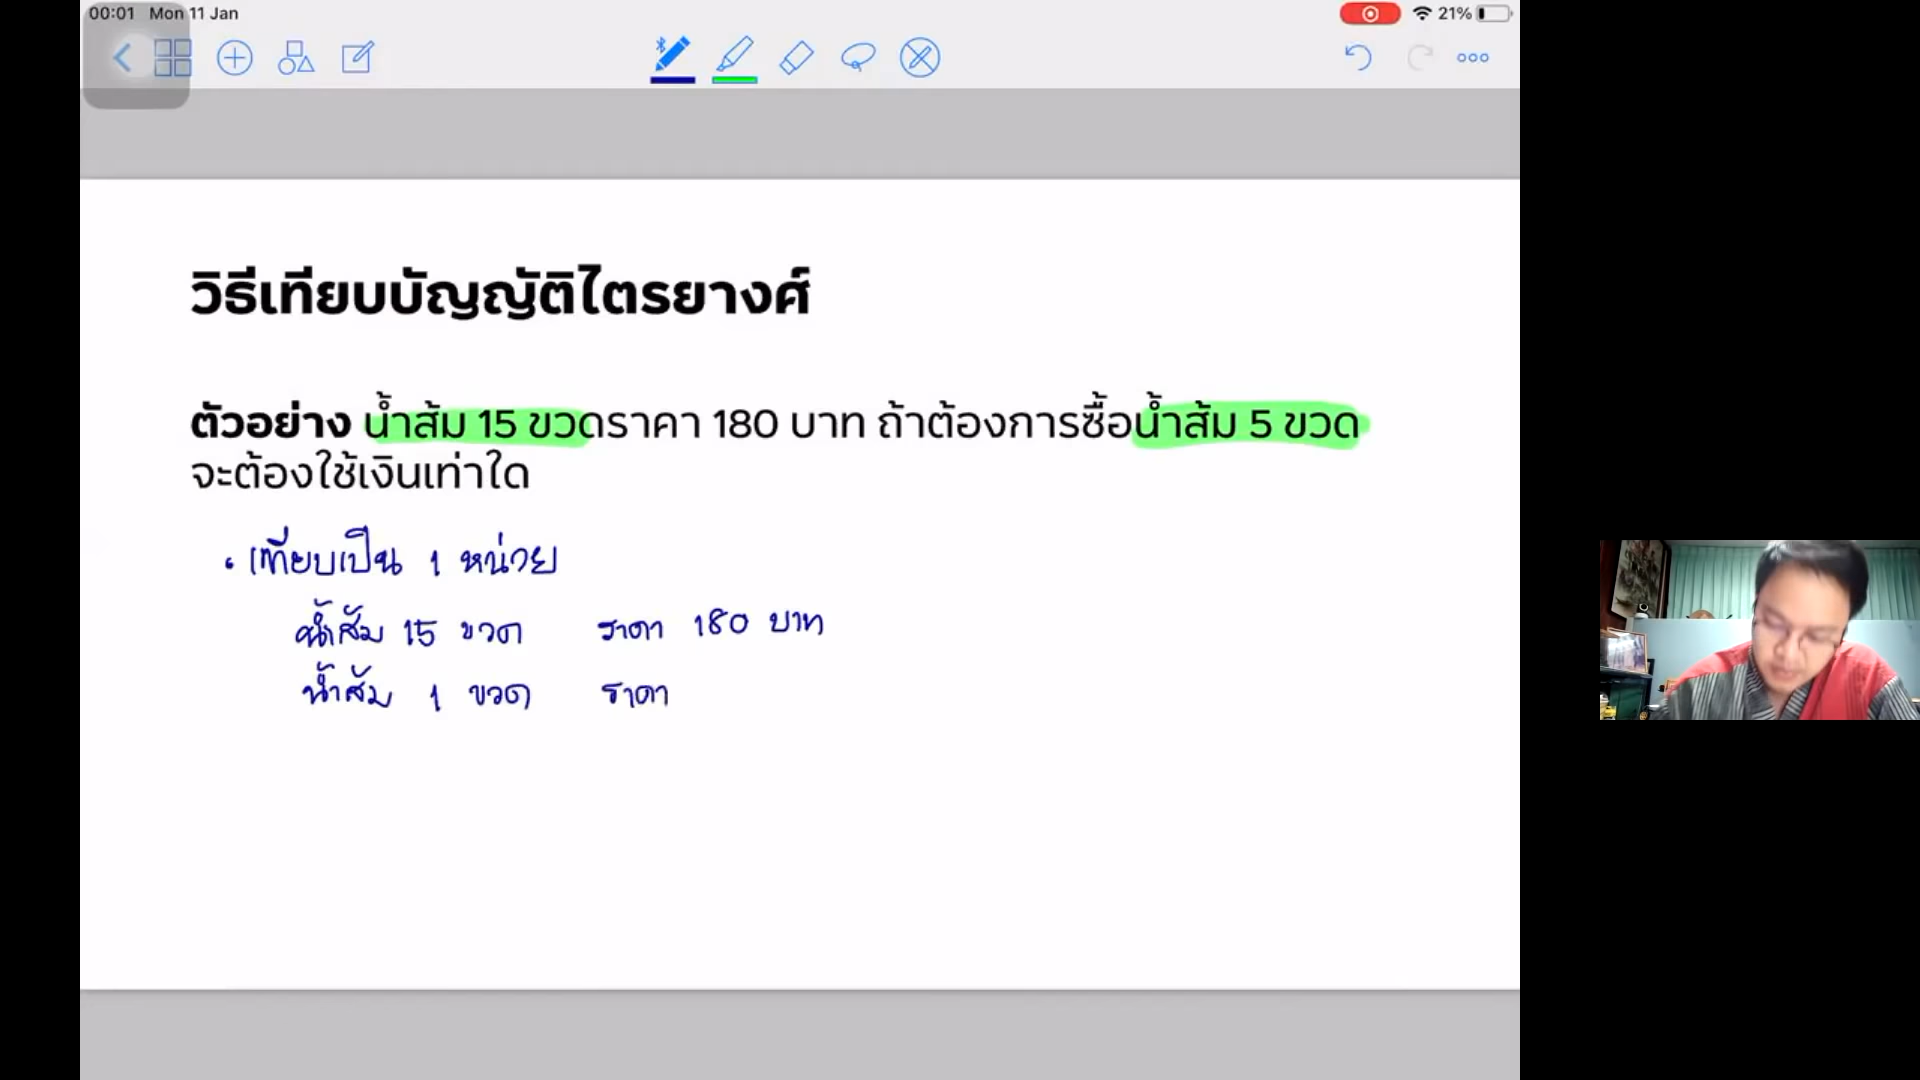 00:01 Mon 11 Jan
21%
วิธีเทียบบัญญัติไตรยางศ์
ตัวอย่าง น้ำส้ม 15 ขวดราคา 180 บาท ถ้าต้องการซื้อน้ำส้ม 5 ขวด
จะต้องใช้เงินเท่าใด
• เทียบเป็น 1 หน่วย
น้ำส้ม 15 ขวด ราคา 180 บาท
น้ำส้ม 1 ขวด ราคา